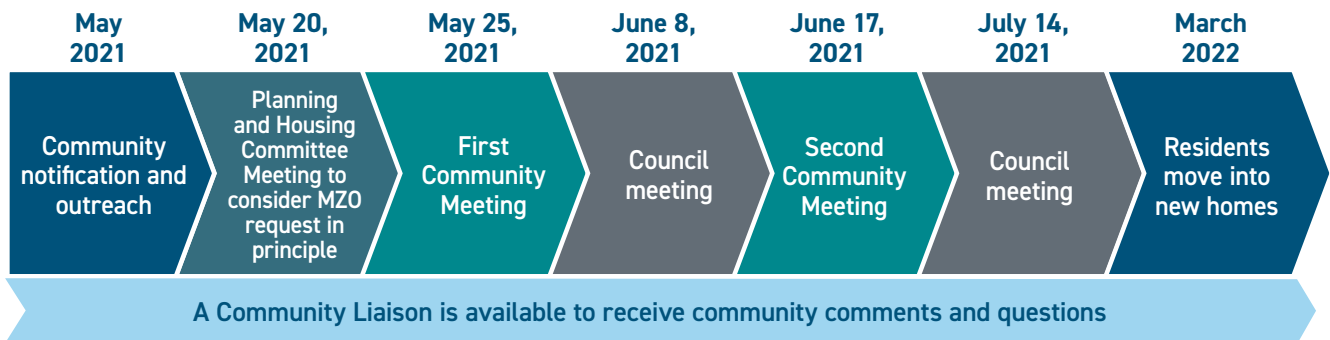 May
2021
May 20,
2021
May 25,
2021
June 8,
2021
June 17,
2021
July 14,
2021
March
2022
Community
notification and
outreach
Planning
and Housing
Committee
Meeting to
consider MZO
request in
principle
First
Community
Meeting
Council
meeting
Second
Community
Meeting
Council
meeting
Residents
move into
new homes
A Community Liaison is available to receive community comments and questions